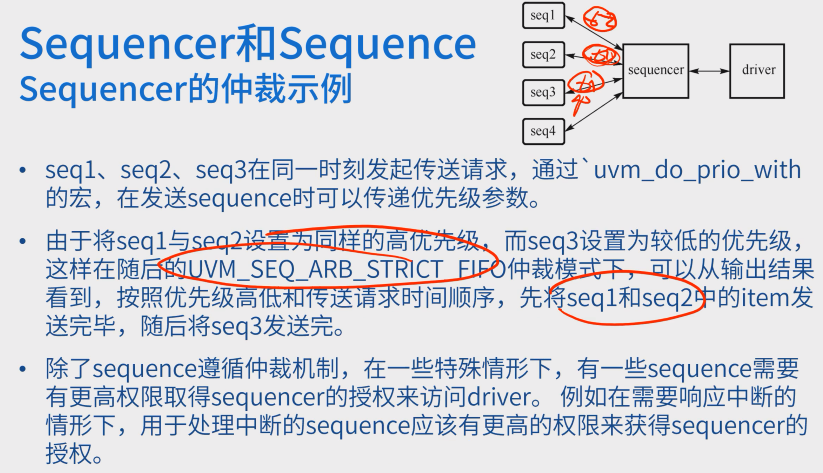 Sequencer和Sequence
Sequencer的仲裁示例
seq1
seq2
seq3
seq4
sequencer
driver
• seq1、seq2、seq3在同一时刻发起传送请求，通过`uvm_do_prio_with
的宏，在发送sequence时可以传递优先级参数。
• 由于将seq1与seq2设置为同样的高优先级，而seq3设置为较低的优先级，
这样在随后的UVM_SEQ_ARB_STRICT_FIFO仲裁模式下，可以从输出结果
看到，按照优先级高低和传送请求时间顺序，先将seq1和seq2中的item发
送完毕，随后将seq3发送完。
• 除了sequence遵循仲裁机制，在一些特殊情形下，有一些sequence需要
有更高权限取得sequencer的授权来访问driver。 例如在需要响应中断的
情形下，用于处理中断的sequence应该有更高的权限来获得sequencer的
授权。